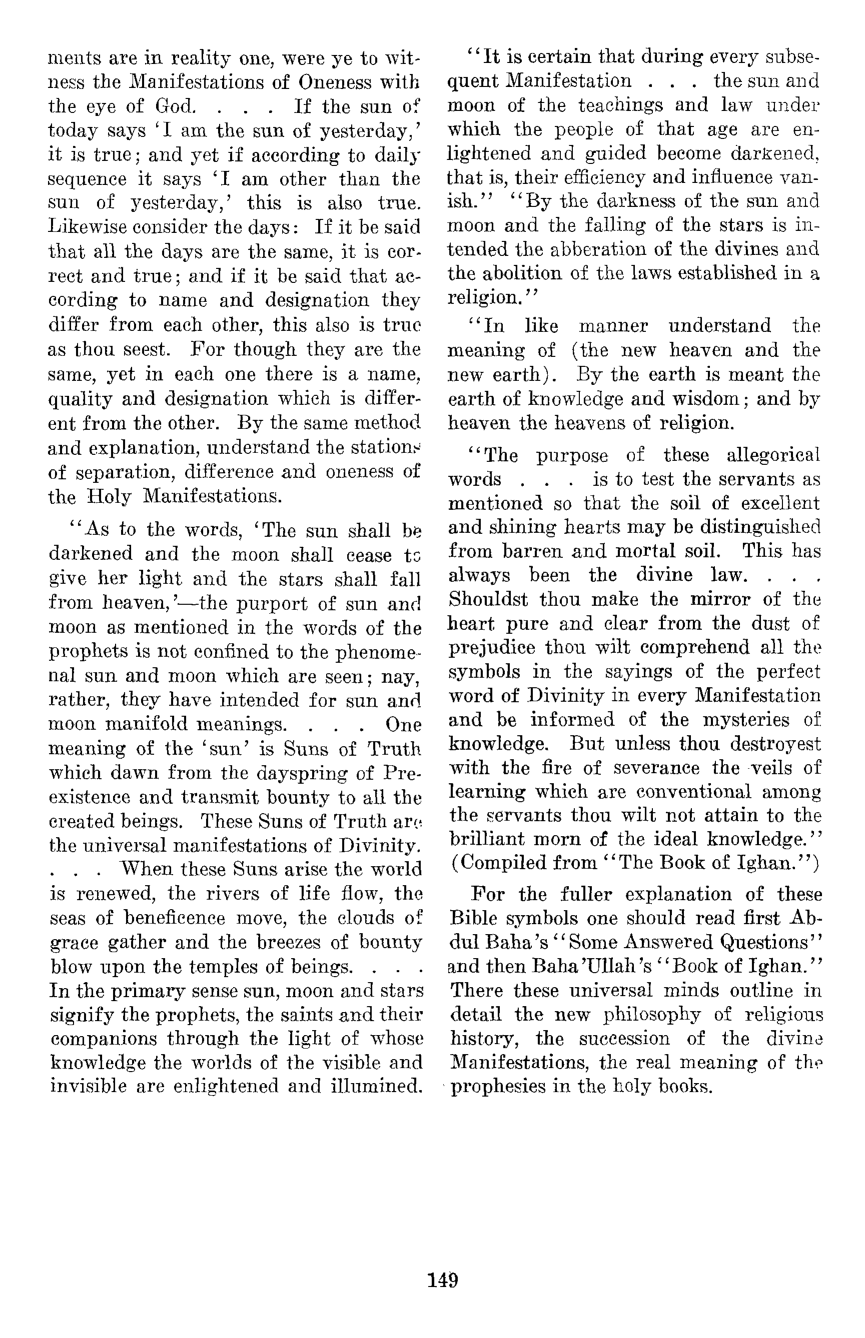 ments are in reality one, were ye to wit-
ness the Manifestations of Oneness with
the eye of God. . . . If the sun of
today says 'I am the sun of yesterday,'
it is true; and yet if according to daily
sequence it says 'I am other than the
sun of yesterday,' this is also true.
Likewise consider the days: If it be said
that all the days are the same, it is cor-
rect and true; and if it be said that ac-
cording to name and designation they
differ from each other, this also is true
as thou seest. For though they are the
same, yet in each one there is a name,
quality and designation which is differ-
ent from the other. By the same method
and explanation, understand the stations
of separation, difference and oneness of
the Holy Manifestations.
"As to the words, 'The sun shall be
darkened and the moon shall cease to
give her light and the stars shall fall
from heaven,'—the purport of sun and
moon as mentioned in the words of the
prophets is not confined to the phenome-
nal sun and moon which are seen; nay,
rather, they have intended for sun and
moon manifold meanings. . . . One
meaning of the 'sun' is Suns of Truth
which dawn from the dayspring of Pre-
existence and transmit bounty to all the
created beings. These Suns of Truth are
the universal manifestations of Divinity.
. . . When these Suns arise the world
is renewed, the rivers of life flow, the
seas of beneficence move, the clouds of
grace gather and the breezes of bounty
blow upon the temples of beings. . . .
In the primary sense sun, moon and stars
signify the prophets, the saints and their
companions through the light of whose
knowledge the worlds of the visible and
invisible are enlightened and illumined.
"It is certain that during every subse-
quent Manifestation . . . the sun and
moon of the teachings and law under
which the people of that age are en-
lightened and guided become darkened,
that is, their efficiency and influence van-
ish." "By the darkness of the sun and
moon and the falling of the stars is in-
tended the abberation of the divines and
the abolition of the laws established in a
religion."
"In like manner understand the
meaning of (the new heaven and the
new earth). By the earth is meant the
earth of knowledge and wisdom; and by
heaven the heavens of religion.
"The purpose of these allegorical
words . . . is to test the servants as
mentioned so that the soil of excellent
and shining hearts may be distinguished
from barren and mortal soil. This has
always been the divine law. . . .
Shouldst thou make the mirror of the
heart pure and clear from the dust of
prejudice thou wilt comprehend all the
symbols in the sayings of the perfect
word of Divinity in every Manifestation
and be informed of the mysteries of
knowledge. But unless thou destroyest
with the fire of severance the veils of
learning which are conventional among
the servants thou wilt not attain to the
brilliant morn of the ideal knowledge."
(Compiled from "The Book of Ighan.")
For the fuller explanation of these
Bible symbols one should read first Ab-
dul Baha's "Some Answered Questions"
and then Baha'Ullah's "Book of Ighan."
There these universal minds outline in
detail the new philosophy of religious
history, the succession of the divine
Manifestations, the real meaning of the
prophesies in the holy books.
149